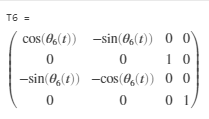 T6 =
cos(θ₆(t)) −sin(θ₆(t)) 0 0
0 0 1 0
−sin(θ₆(t)) −cos(θ₆(t)) 0 0
0 0 0 1